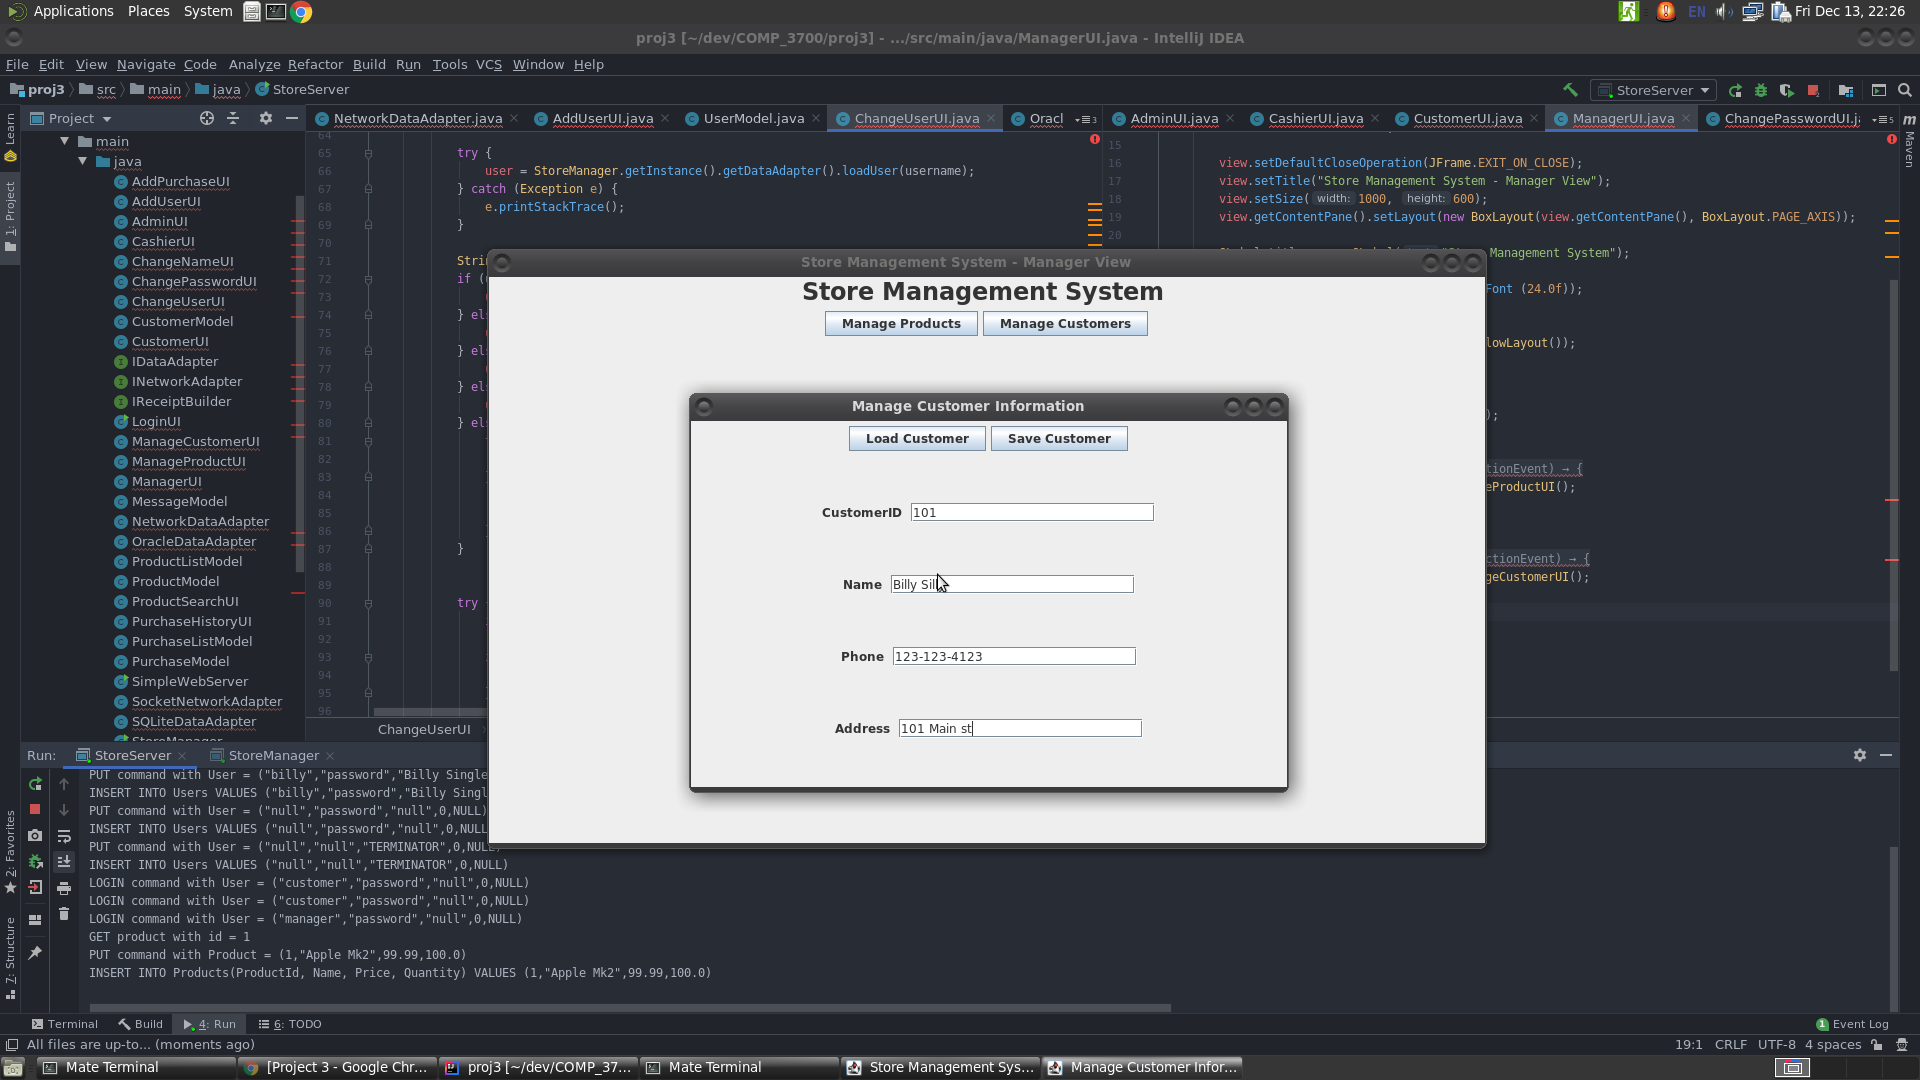 Applications Places System EN Fri Dec 13, 22:26
proj3 [~/dev/COMP_3700/proj3] - .../src/main/java/ManagerUI.java - IntelliJ IDEA
File Edit View Navigate Code Analyze Refactor Build Run Tools VCS Window Help
proj3 src main java StoreServer StoreServer
Learn
1: Project
2: Favorites
7: Structure
Maven
Project
main
java
AddPurchaseUI
AddUserUI
AdminUI
CashierUI
ChangeNameUI
ChangePasswordUI
ChangeUserUI
CustomerModel
CustomerUI
IDataAdapter
INetworkAdapter
IReceiptBuilder
LoginUI
ManageCustomerUI
ManageProductUI
ManagerUI
MessageModel
NetworkDataAdapter
OracleDataAdapter
ProductListModel
ProductModel
ProductSearchUI
PurchaseHistoryUI
PurchaseListModel
PurchaseModel
SimpleWebServer
SocketNetworkAdapter
SQLiteDataAdapter
NetworkDataAdapter.java AddUserUI.java UserModel.java ChangeUserUI.java Oracl 3
64
65 try {
66 user = StoreManager.getInstance().getDataAdapter().loadUser(username);
67 } catch (Exception e) {
68 e.printStackTrace();
69 }
70
71 Stri
72 if (
73
74 } el
75
76 } el
77
78 } el
79
80 } el
81
82
83
84
85
86
87 }
88
89
90 try
91
92
93
94
95
96
ChangeUserUI
AdminUI.java CashierUI.java CustomerUI.java ManagerUI.java ChangePasswordUI.j 5
15
16 view.setDefaultCloseOperation(JFrame.EXIT_ON_CLOSE);
17 view.setTitle("Store Management System - Manager View");
18 view.setSize( width: 1000, height: 600);
19 view.getContentPane().setLayout(new BoxLayout(view.getContentPane(), BoxLayout.PAGE_AXIS));
20
Management System");
Font (24.0f));
lowLayout());
);
tionEvent) → {
eProductUI();
ctionEvent) → {
geCustomerUI();
Store Management System - Manager View
Store Management System
Manage Products Manage Customers
Manage Customer Information
Load Customer Save Customer
CustomerID 101
Name Billy Sil
Phone 123-123-4123
Address 101 Main st
Run: StoreServer StoreManager
PUT command with User = ("billy","password","Billy Single
INSERT INTO Users VALUES ("billy","password","Billy Singl
PUT command with User = ("null","password","null",0,NULL)
INSERT INTO Users VALUES ("null","password","null",0,NULL
PUT command with User = ("null","null","TERMINATOR",0,NULL,
INSERT INTO Users VALUES ("null","null","TERMINATOR",0,NULL)
LOGIN command with User = ("customer","password","null",0,NULL)
LOGIN command with User = ("customer","password","null",0,NULL)
LOGIN command with User = ("manager","password","null",0,NULL)
GET product with id = 1
PUT command with Product = (1,"Apple Mk2",99.99,100.0)
INSERT INTO Products(ProductId, Name, Price, Quantity) VALUES (1,"Apple Mk2",99.99,100.0)
Terminal Build 4: Run 6: TODO 1 Event Log
All files are up-to... (moments ago) 19:1 CRLF UTF-8 4 spaces
Mate Terminal [Project 3 - Google Chr... proj3 [~/dev/COMP_37... Mate Terminal Store Management Sys... Manage Customer Infor...